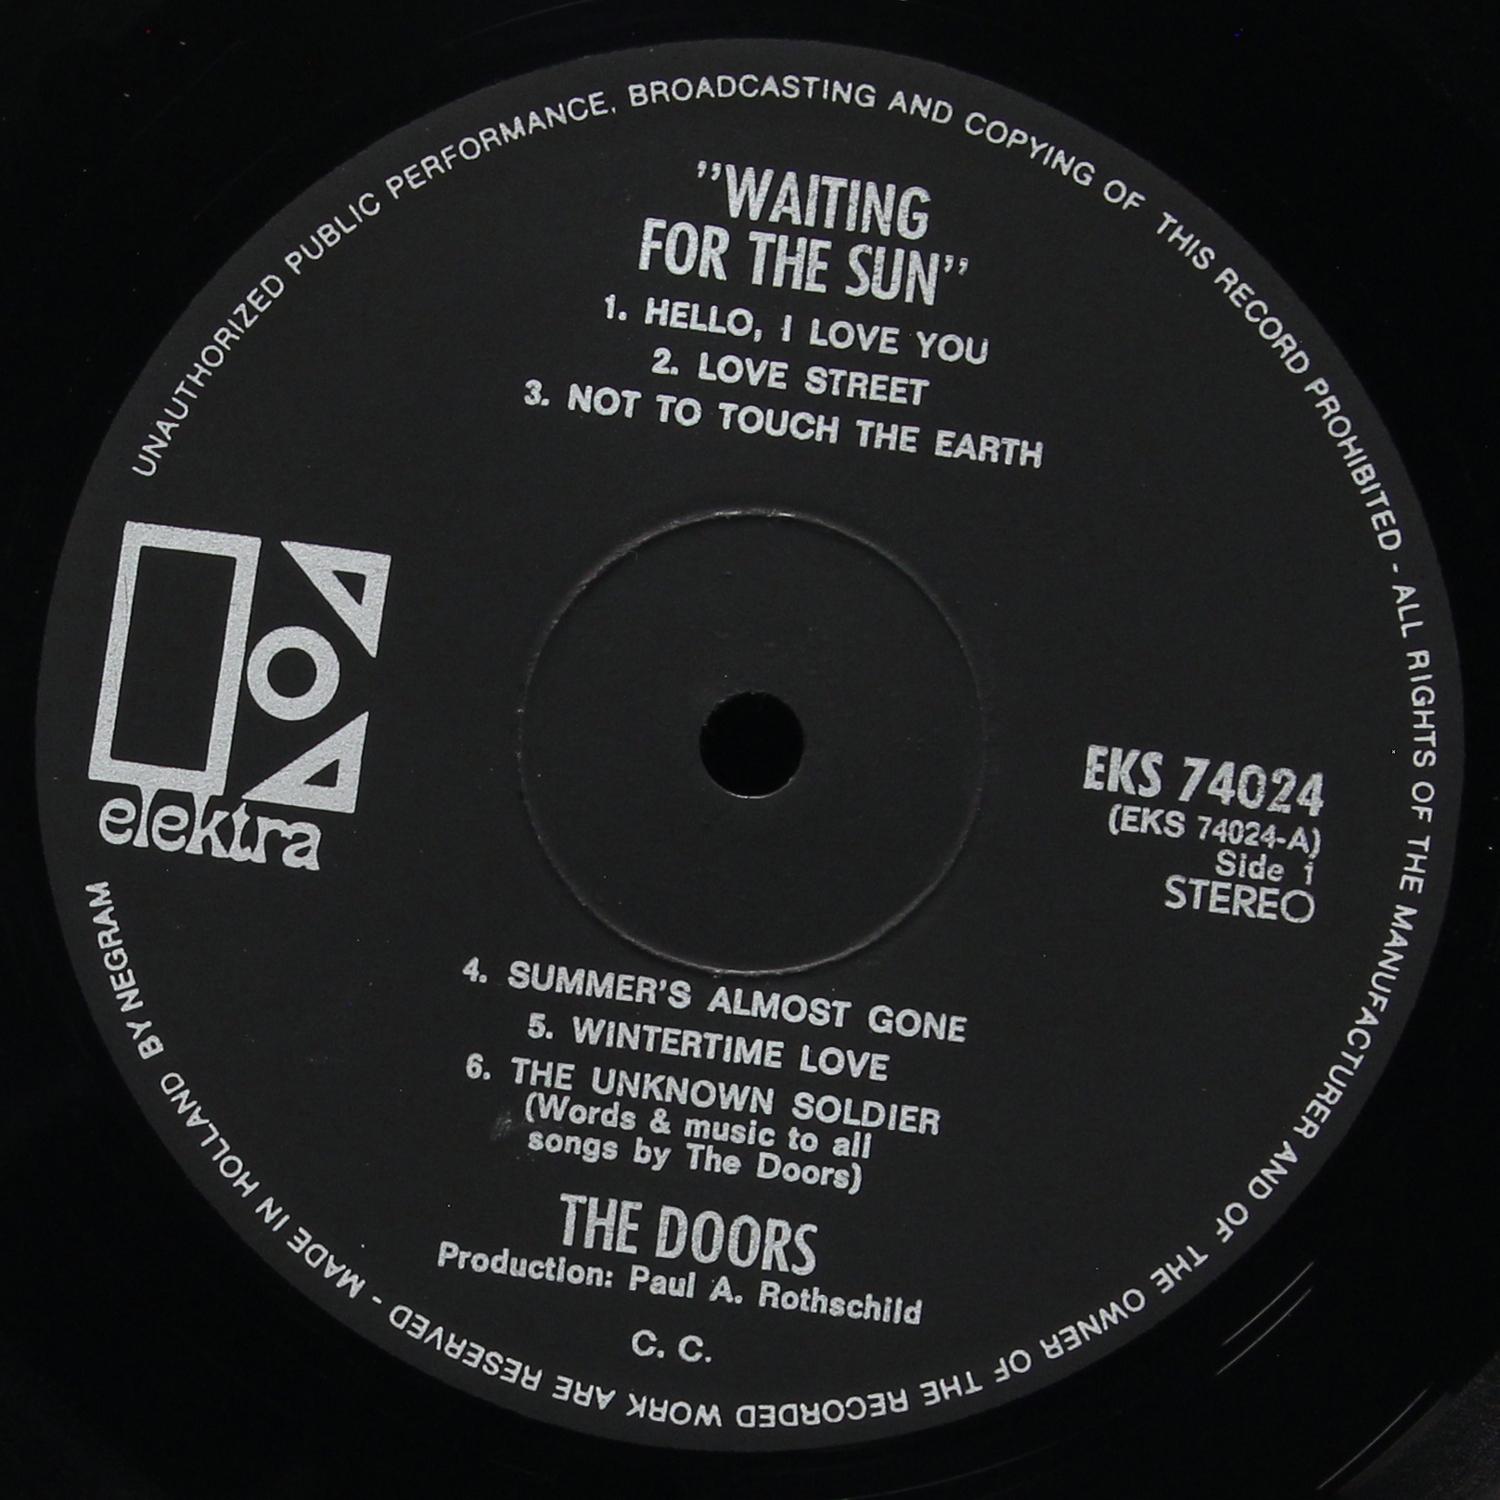 UNAUTHORIZED PUBLIC PERFORMANCE, BROADCASTING AND COPYING OF THIS RECORD PROHIBITED - ALL RIGHTS OF THE MANUFACTURER AND OF THE OWNER OF THE RECORDED WORK ARE RESERVED - MADE IN HOLLAND BY NEGRAM
”WAITING
FOR THE SUN”
1. HELLO, I LOVE YOU
2. LOVE STREET
3. NOT TO TOUCH THE EARTH
elektra
EKS 74024
(EKS 74024-A)
Side 1
STEREO
4. SUMMER'S ALMOST GONE
5. WINTERTIME LOVE
6. THE UNKNOWN SOLDIER
(Words & music to all
songs by The Doors)
THE DOORS
Production: Paul A. Rothschild
C. C.